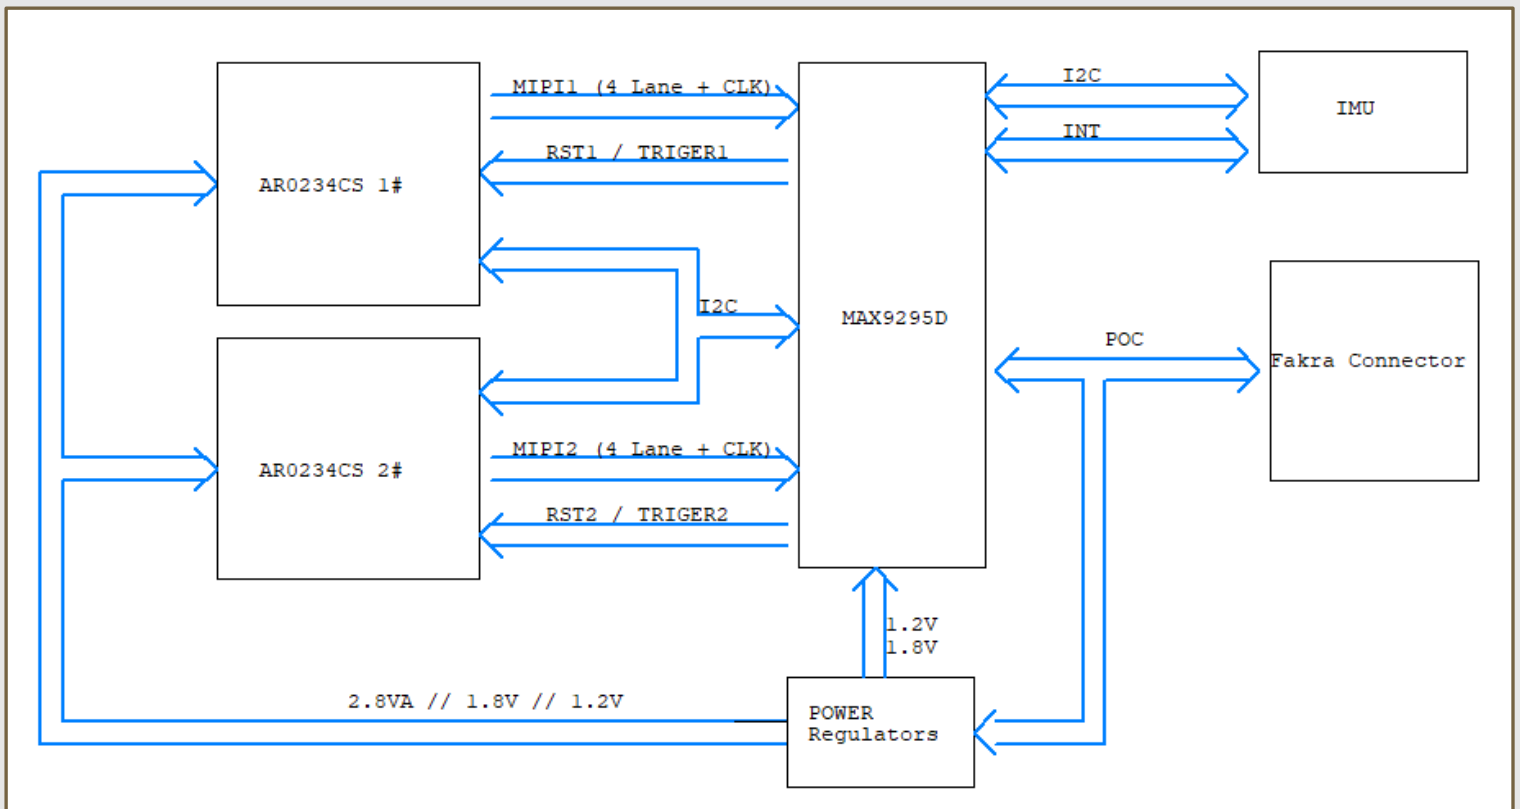 MIPI1 (4 Lane + CLK)
I2C
IMU
INT
RST1 / TRIGER1
AR0234CS 1#
I2C
MAX9295D
POC
Fakra Connector
MIPI2 (4 Lane + CLK)
AR0234CS 2#
RST2 / TRIGER2
1.2V
1.8V
2.8VA // 1.8V // 1.2V
POWER
Regulators